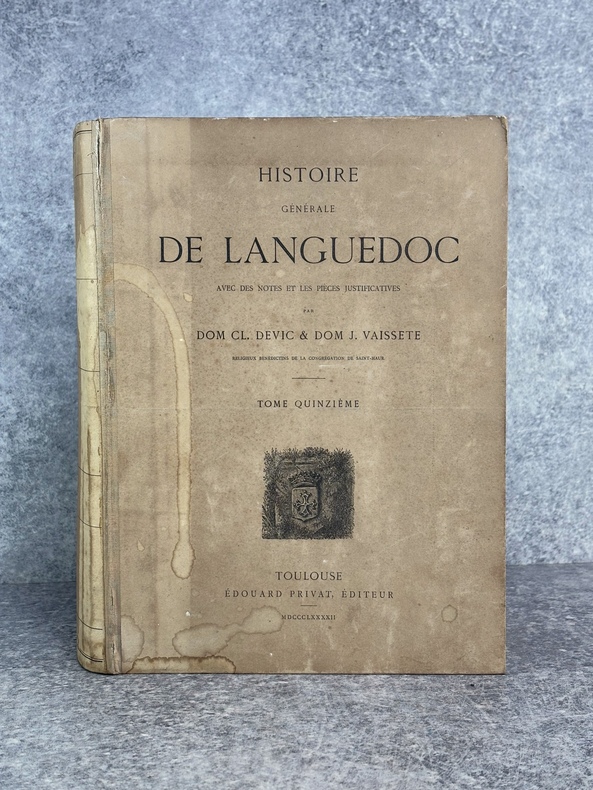 HISTOIRE
GÉNÉRALE
DE LANGUEDOC
AVEC DES NOTES ET LES PIÈCES JUSTIFICATIVES
PAR
DOM CL. DEVIC & DOM J. VAISSETE
RELIGIEUX BÉNÉDICTINS DE LA CONGRÉGATION DE SAINT-MAUR
TOME QUINZIÈME
TOULOUSE
ÉDOUARD PRIVAT, ÉDITEUR
MDCCCLXXXXII